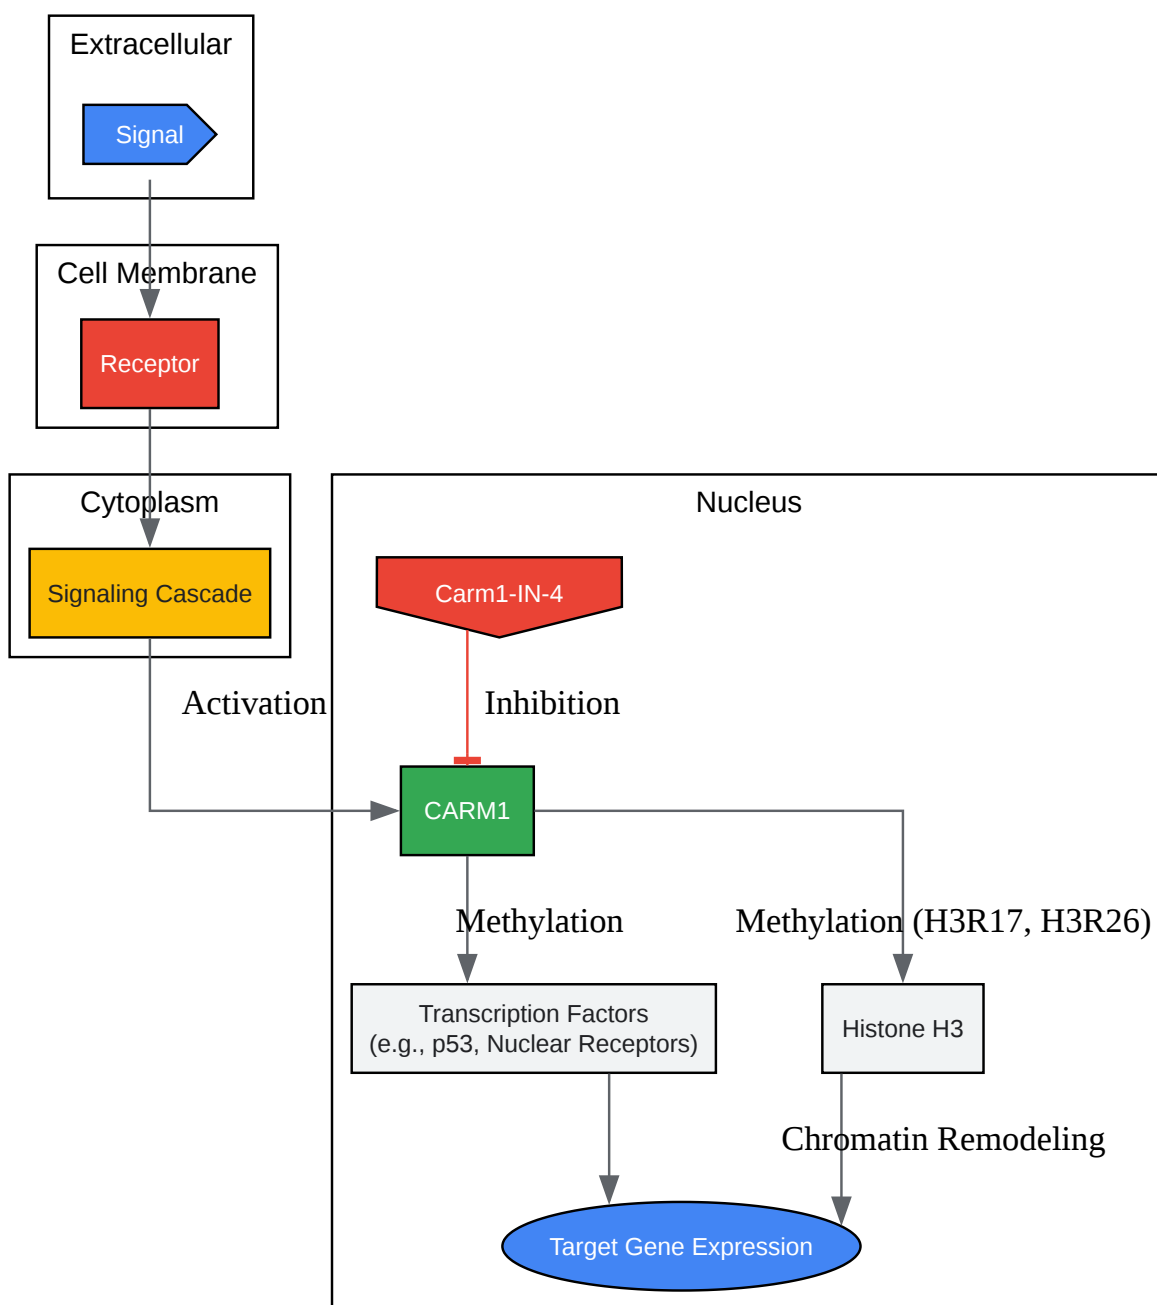 Extracellular
Signal
Cell Membrane
Receptor
Cytoplasm
Nucleus
Signaling Cascade
Carm1-IN-4
Activation
Inhibition
CARM1
Methylation
Methylation (H3R17, H3R26)
Transcription Factors
(e.g., p53, Nuclear Receptors)
Histone H3
Chromatin Remodeling
Target Gene Expression